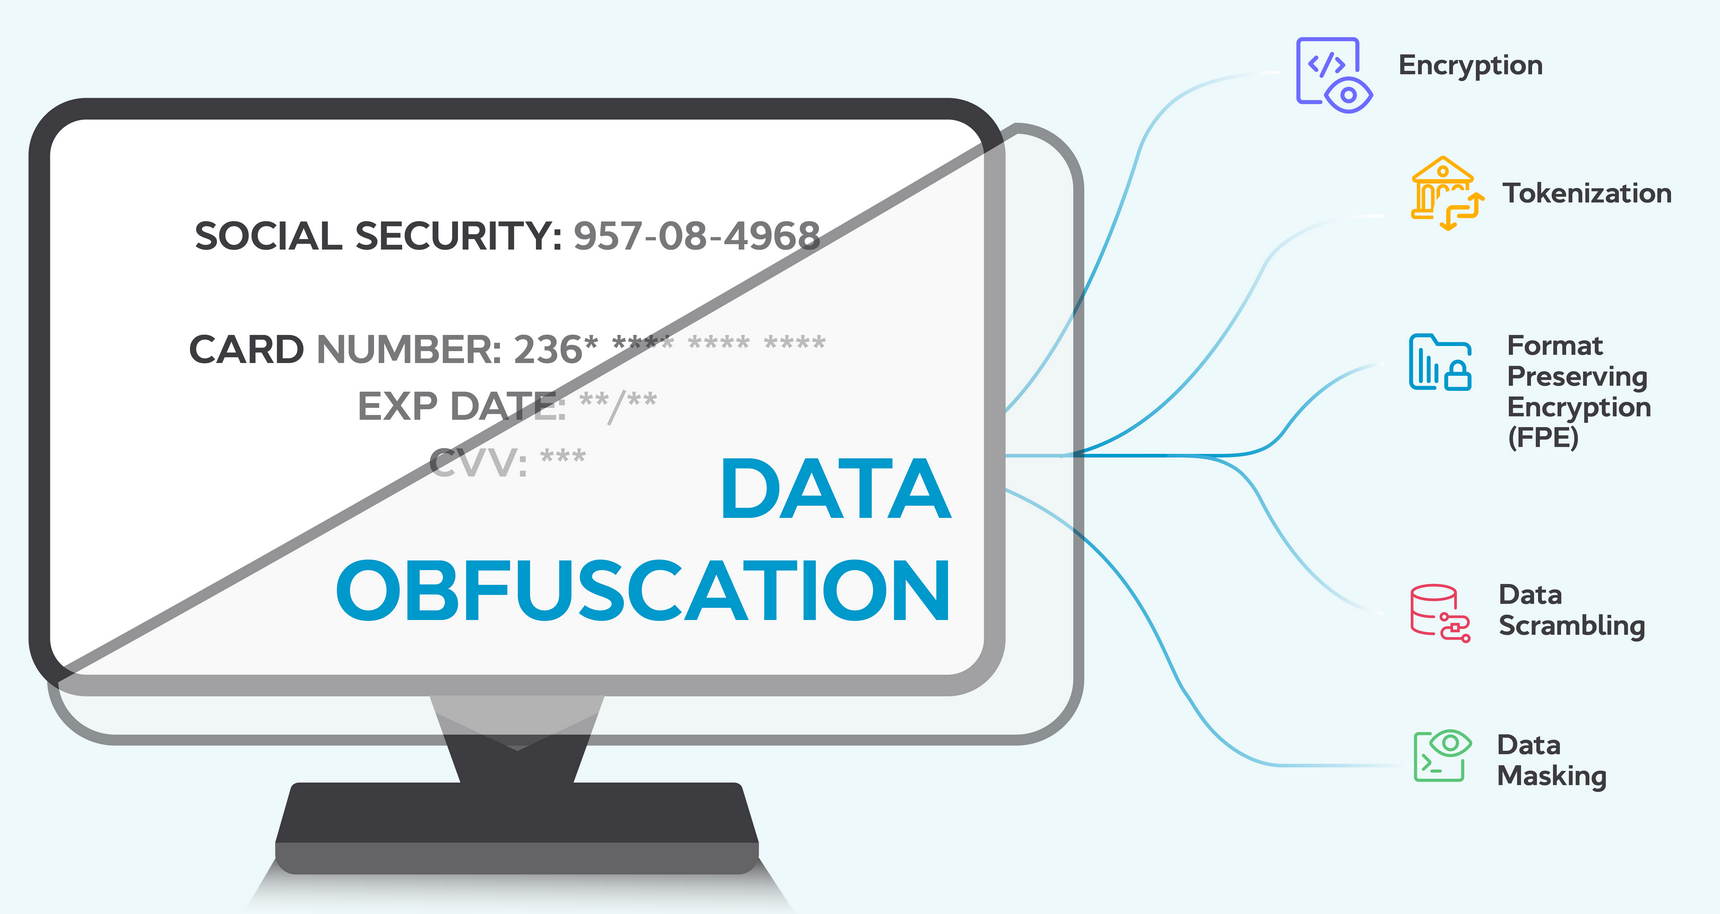 SOCIAL SECURITY: 957-08-4968
CARD NUMBER: 236* **** **** ****
EXP DATE: **/**
CVV: ***
DATA
OBFUSCATION
Encryption
Tokenization
Format
Preserving
Encryption
(FPE)
Data
Scrambling
Data
Masking